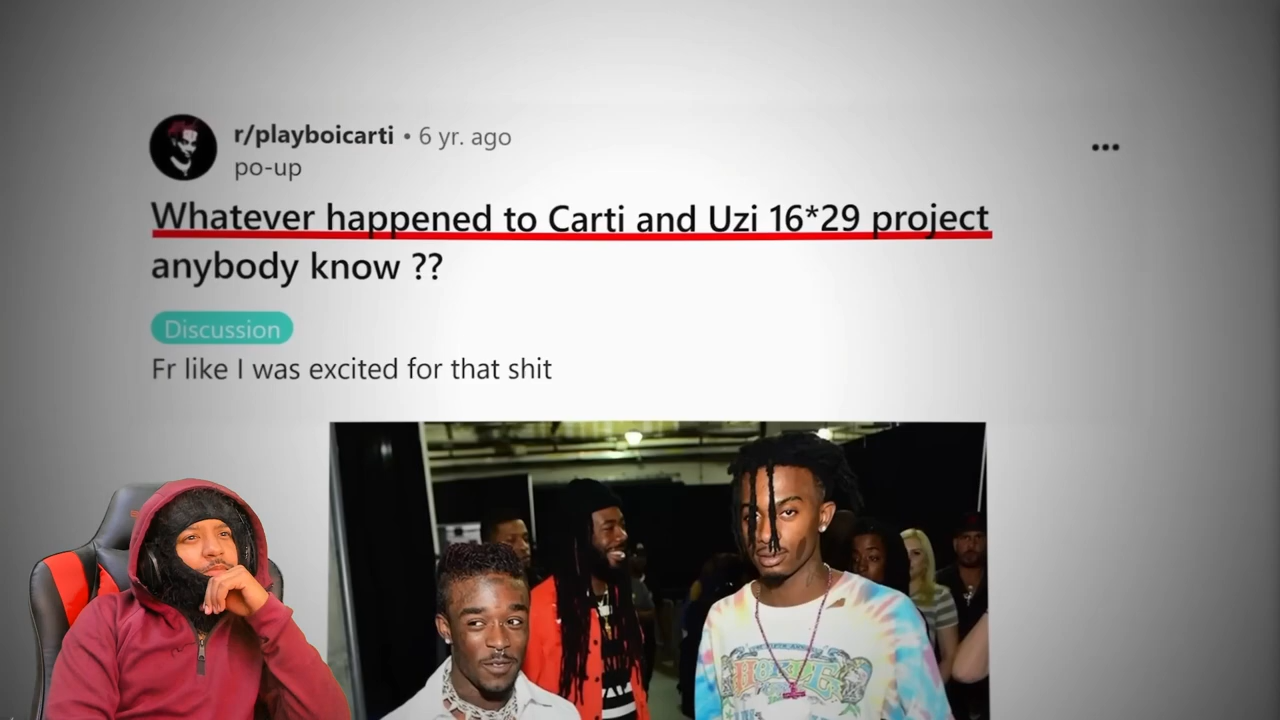 r/playboicarti • 6 yr. ago
po-up
Whatever happened to Carti and Uzi 16*29 project
anybody know ??
Discussion
Fr like I was excited for that shit